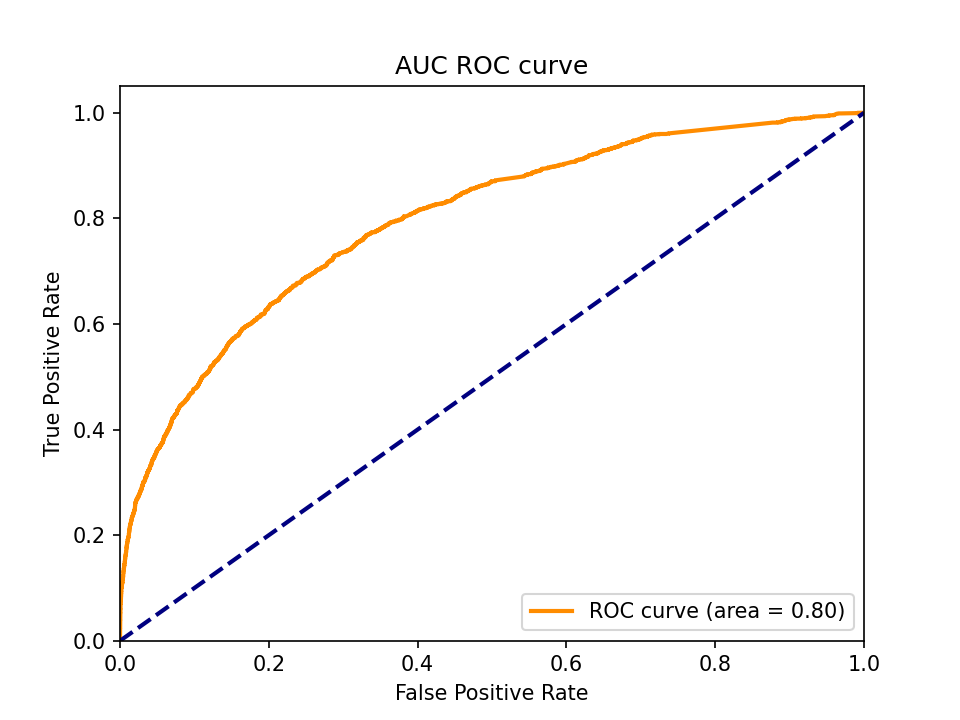 AUC ROC curve
1.0
0.8
0.6
0.4
0.2
0.0
True Positive Rate
ROC curve (area = 0.80)
0.0 0.2 0.4 0.6 0.8 1.0
False Positive Rate